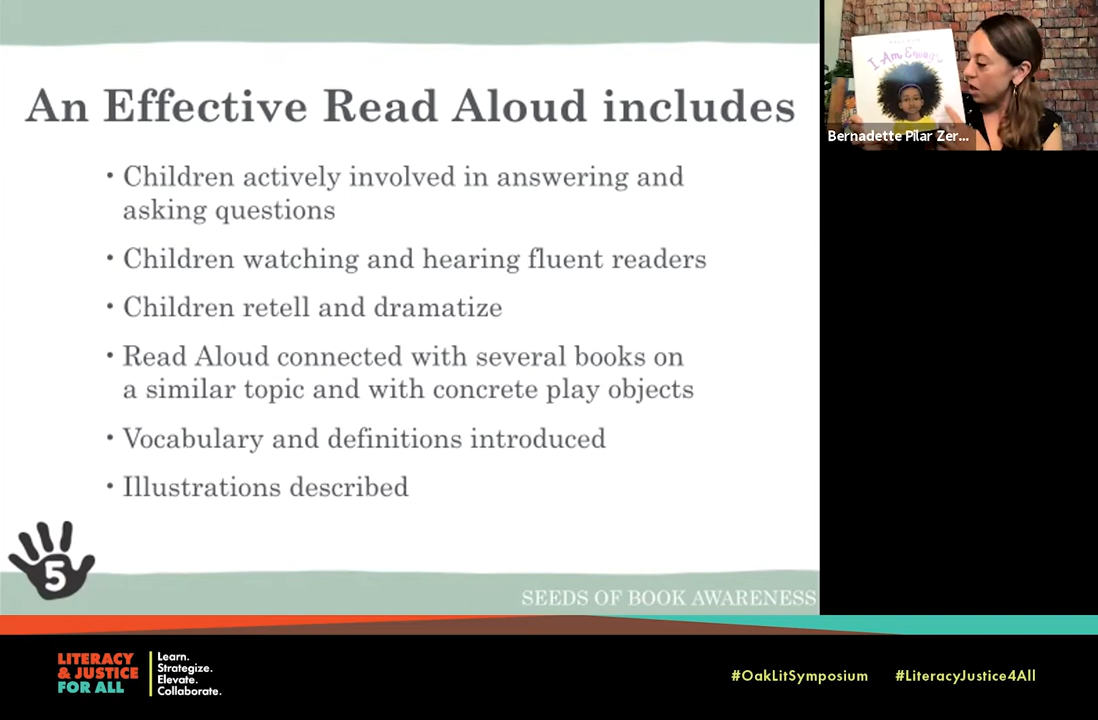 An Effective Read Aloud includes
• Children actively involved in answering and
asking questions
• Children watching and hearing fluent readers
• Children retell and dramatize
• Read Aloud connected with several books on
a similar topic and with concrete play objects
• Vocabulary and definitions introduced
• Illustrations described
5
SEEDS OF BOOK AWARENESS
I Am Enough
Bernadette Pilar Zer...
LITERACY
& JUSTICE
FOR ALL
Learn.
Strategize.
Elevate.
Collaborate.
#OakLitSymposium
#LiteracyJustice4All